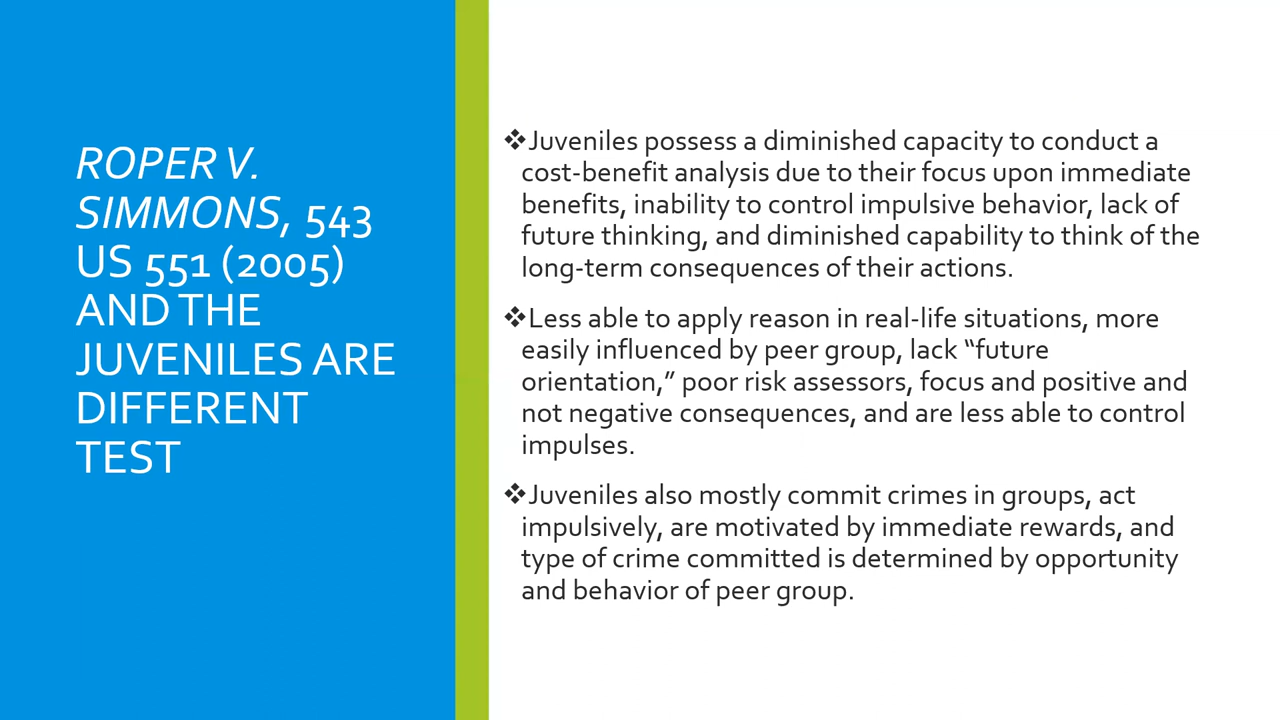 ROPER V.
SIMMONS, 543
US 551 (2005)
AND THE
JUVENILES ARE
DIFFERENT
TEST
❖Juveniles possess a diminished capacity to conduct a
cost-benefit analysis due to their focus upon immediate
benefits, inability to control impulsive behavior, lack of
future thinking, and diminished capability to think of the
long-term consequences of their actions.
❖Less able to apply reason in real-life situations, more
easily influenced by peer group, lack “future
orientation,” poor risk assessors, focus and positive and
not negative consequences, and are less able to control
impulses.
❖Juveniles also mostly commit crimes in groups, act
impulsively, are motivated by immediate rewards, and
type of crime committed is determined by opportunity
and behavior of peer group.